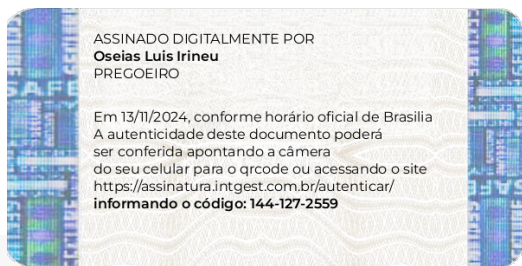 ASSINADO DIGITALMENTE POR
Oseias Luis Irineu
PREGOEIRO
Em 13/11/2024, conforme horário oficial de Brasilia
A autenticidade deste documento poderá
ser conferida apontando a câmera
do seu celular para o qrcode ou acessando o site
https://assinatura.intgest.com.br/autenticar/
informando o código: 144-127-2559